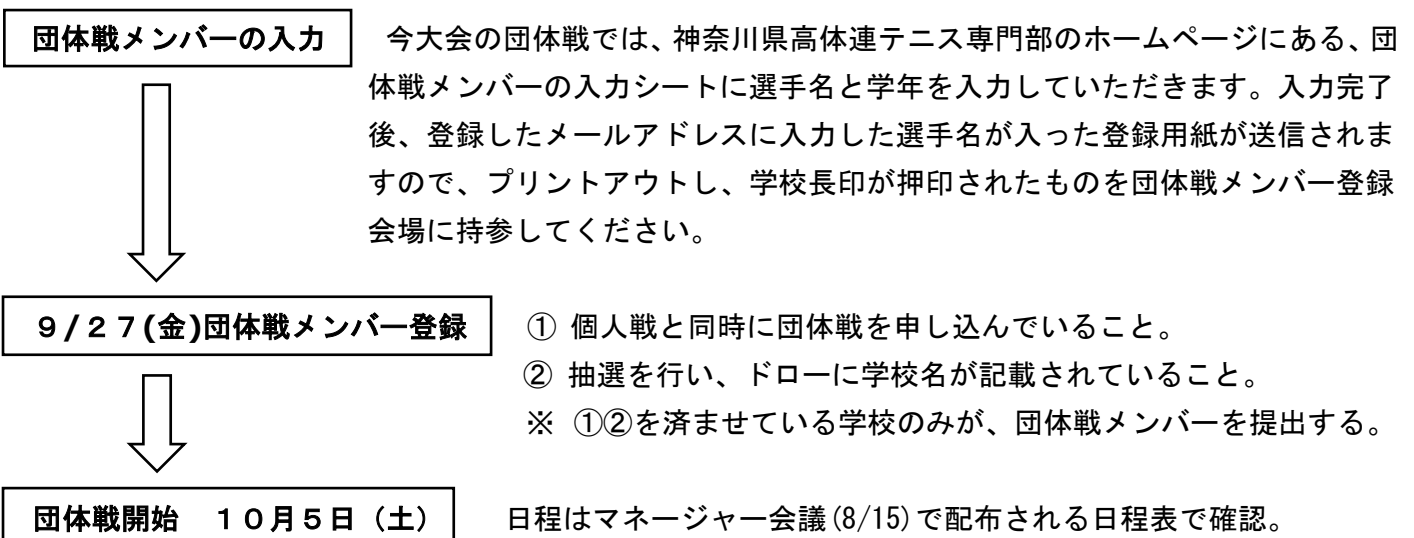 団体戦メンバーの入力
今大会の団体戦では、神奈川県高体連テニス専門部のホームページにある、団
体戦メンバーの入力シートに選手名と学年を入力していただきます。入力完了
後、登録したメールアドレスに入力した選手名が入った登録用紙が送信されま
すので、プリントアウトし、学校長印が押印されたものを団体戦メンバー登録
会場に持参してください。
９/２７(金)団体戦メンバー登録
① 個人戦と同時に団体戦を申し込んでいること。
② 抽選を行い、ドローに学校名が記載されていること。
※ ①②を済ませている学校のみが、団体戦メンバーを提出する。
団体戦開始　１０月５日（土）
日程はマネージャー会議(8/15)で配布される日程表で確認。